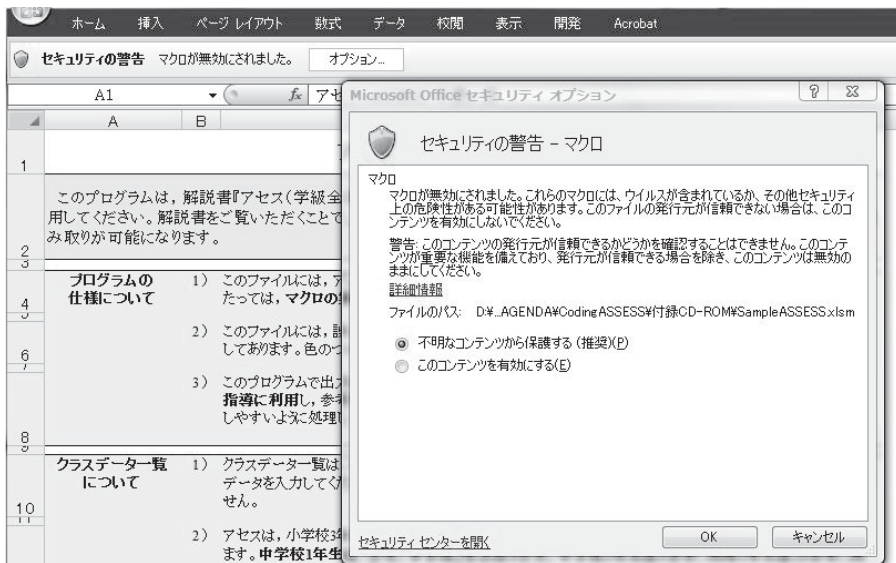 ホーム 挿入 ページ レイアウト 数式 データ 校閲 表示 開発 Acrobat
セキュリティの警告 マクロが無効にされました。 オプション...
A1 fx アセ
A B
1
2
このプログラムは,解説書『アセス(学級全
用してください。解説書をご覧いただくことで
み取りが可能になります。
3
4
プログラムの
仕様について
1) このファイルには,ア
たっては,マクロの
5
6
2) このファイルには,
してあります。色のつ
7
8
3) このプログラムで出
指導に利用し,参考
しやすいように処理
9
10
クラスデータ一覧
について
1) クラスデータ一覧は
データを入力してくだ
せん。
11
2) アセスは,小学校3
ます。中学校1年生
Microsoft Office セキュリティ オプション
セキュリティの警告 - マクロ
マクロ
マクロが無効にされました。これらのマクロには、ウイルスが含まれているか、その他セキュリティ
上の危険性がある可能性があります。このファイルの発行元が信頼できない場合は、このコ
ンテンツを有効にしないでください。
警告: このコンテンツの発行元が信頼できるかどうかを確認することはできません。このコンテ
ンツが重要な機能を備えており、発行元が信頼できる場合を除き、このコンテンツは無効の
ままにしてください。
詳細情報
ファイルのパス: D:¥...AGENDA¥CodingASSESS¥付録CD-ROM¥SampleASSESS.xlsm
不明なコンテンツから保護する (推奨)(P)
このコンテンツを有効にする(E)
セキュリティ センターを開く
OK キャンセル